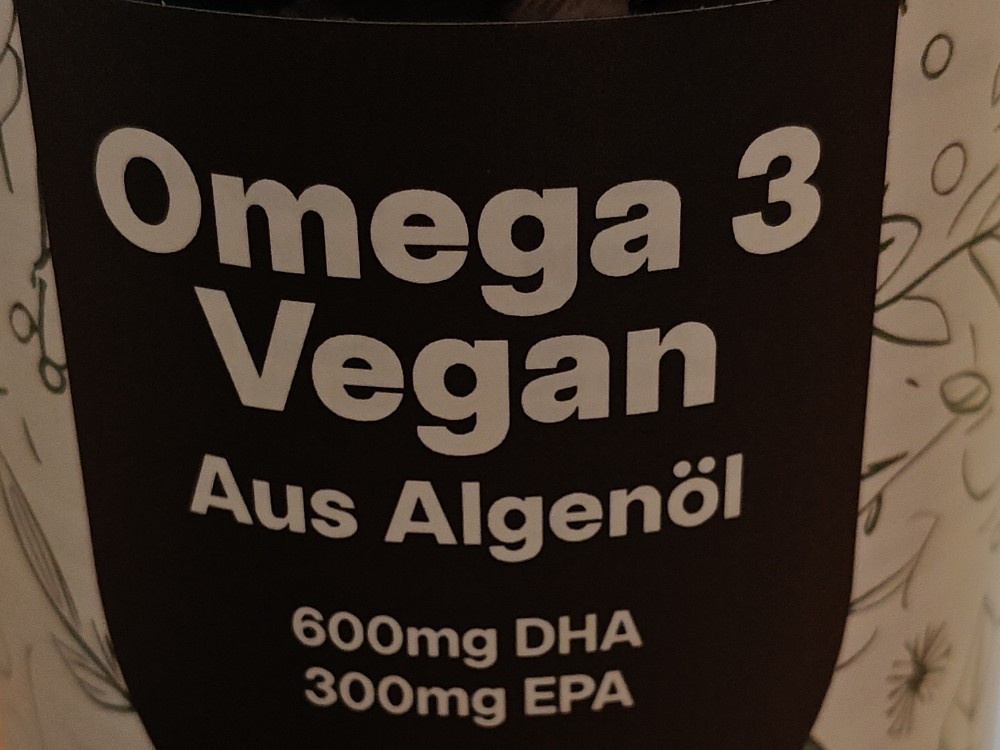 Omega 3
Vegan
Aus Algenöl
600mg DHA
300mg EPA